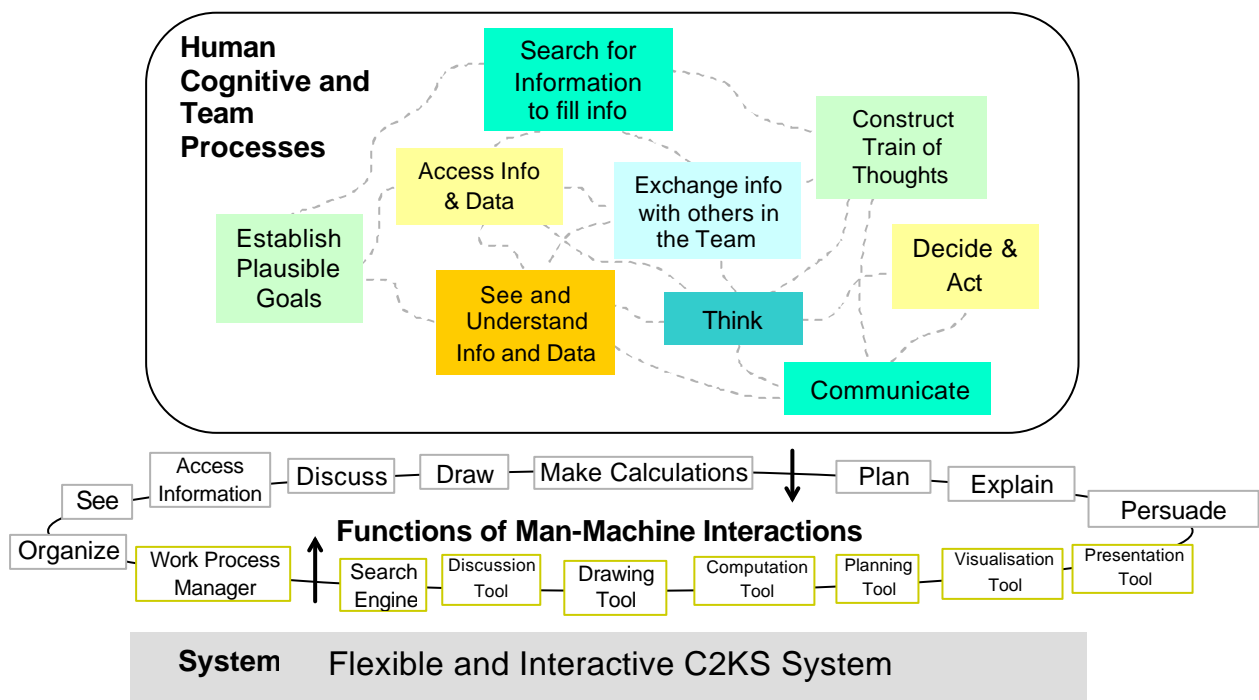 Human
Cognitive and
Team
Processes
Search for
Information
to fill info
Construct
Train of
Thoughts
Access Info
& Data
Exchange info
with others in
the Team
Establish
Plausible
Goals
Decide &
Act
See and
Understand
Info and Data
Think
Communicate
See
Access
Information
Discuss
Draw
Make Calculations
Plan
Explain
Persuade
Functions of Man-Machine Interactions
Organize
Work Process
Manager
Search
Engine
Discussion
Tool
Drawing
Tool
Computation
Tool
Planning
Tool
Visualisation
Tool
Presentation
Tool
System Flexible and Interactive C2KS System